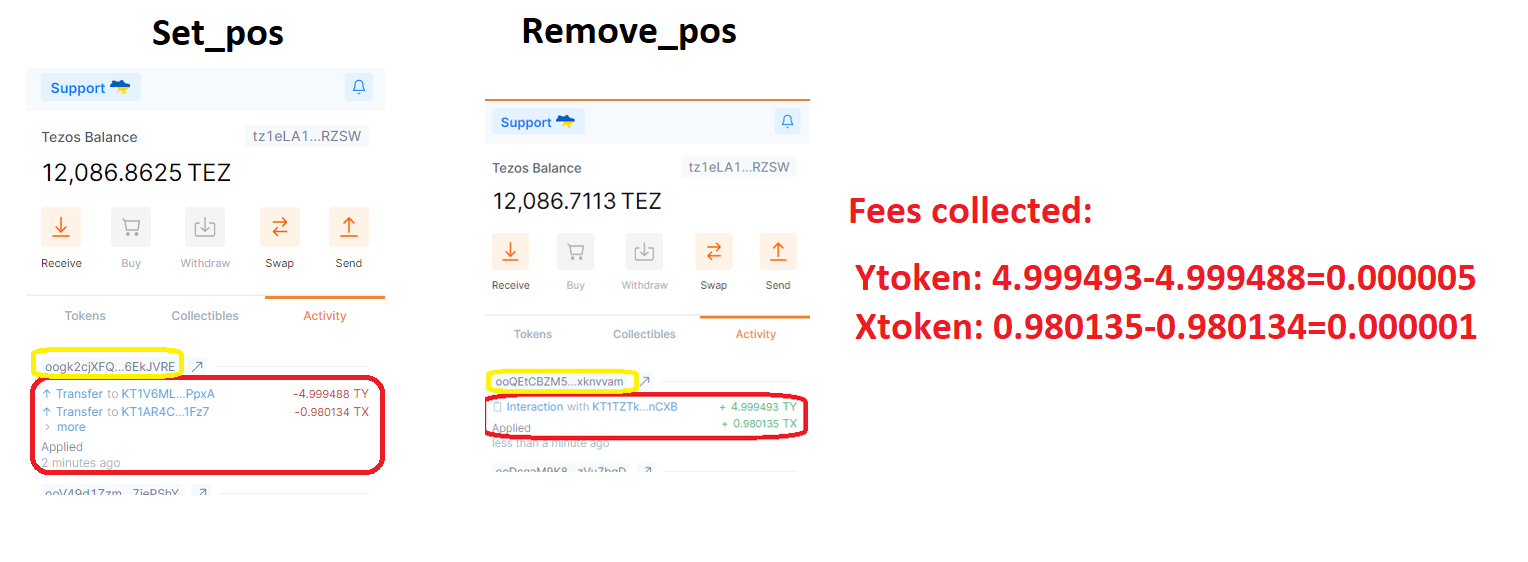 Set_pos
Support
Tezos Balance
tz1eLA1...RZSW
12,086.8625 TEZ
Receive
Buy
Withdraw
Swap
Send
Tokens
Collectibles
Activity
oogk2cjXFQ...6EkJVRE
Transfer to KT1V6ML...PpxA
-4.999488 TY
Transfer to KT1AR4C...1Fz7
-0.980134 TX
> more
Applied
2 minutes ago
Remove_pos
Support
Tezos Balance
tz1eLA1...RZSW
12,086.7113 TEZ
Receive
Buy
Withdraw
Swap
Send
Tokens
Collectibles
Activity
ooQEtCBZM5...xknvvam
Interaction with KT1TZTk...nCXB
+ 4.999493 TY
+ 0.980135 TX
Applied
less than a minute ago
Fees collected:
Ytoken: 4.999493-4.999488=0.000005
Xtoken: 0.980135-0.980134=0.000001